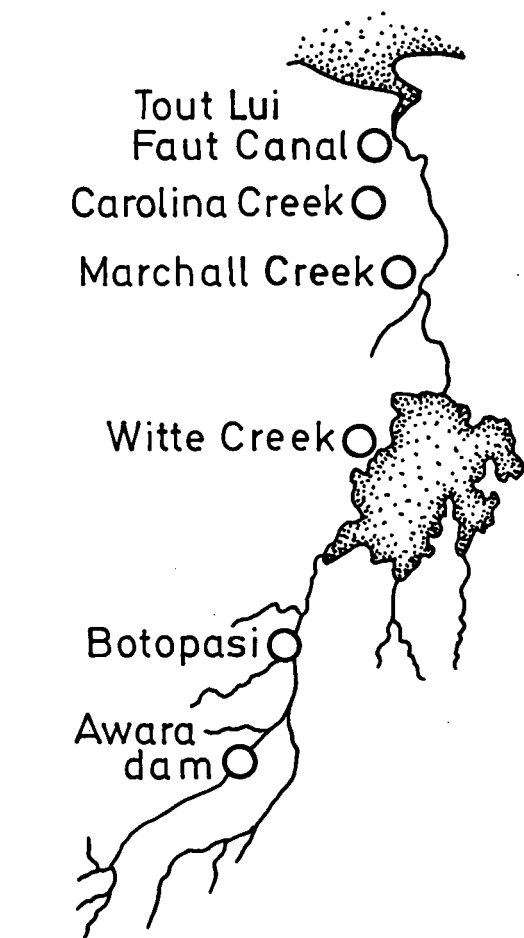 Tout Lui
Faut Canal
Carolina Creek
Marchall Creek
Witte Creek
Botopasi
Awara
dam